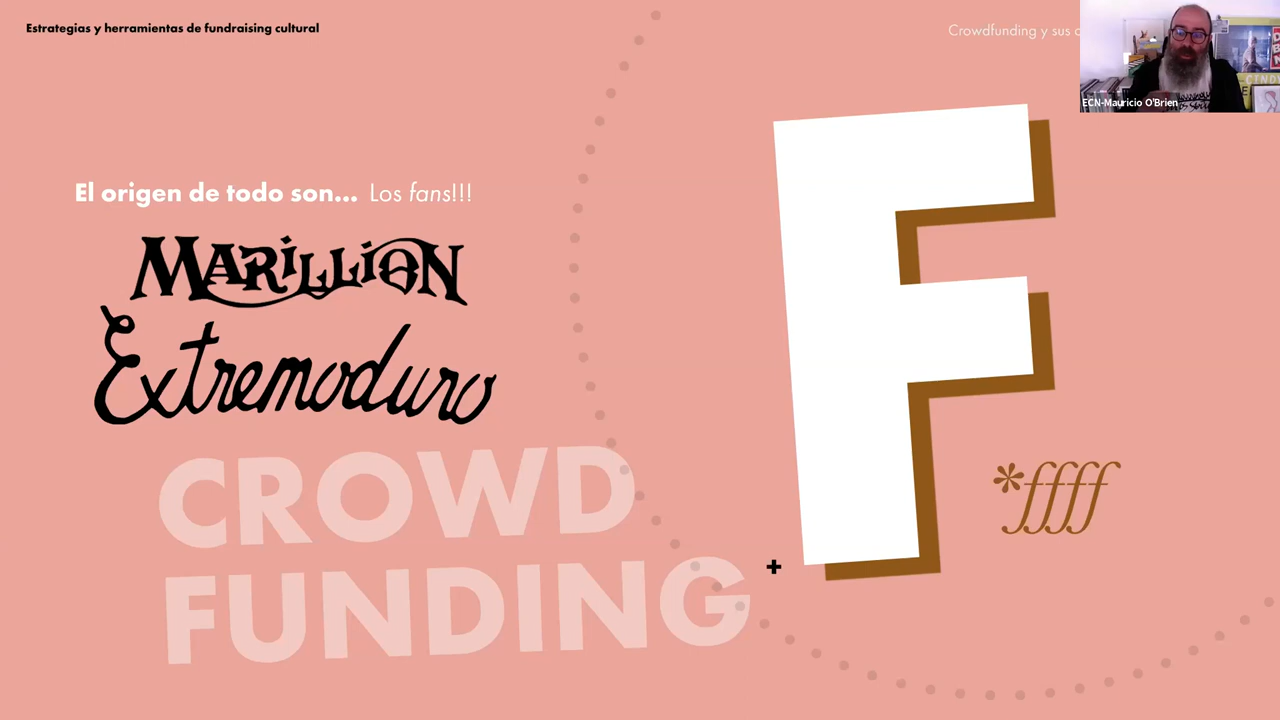 Estrategias y herramientas de fundraising cultural
Crowdfunding y sus
ECN-Mauricio O'Brien
El origen de todo son... Los fans!!!
MARiLLiON
Extremoduro
CROWD
FUNDING
+
F
*ffff